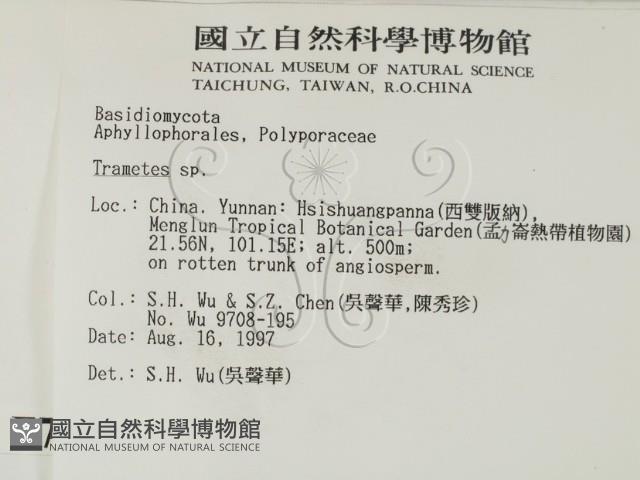 國立自然科學博物館
NATIONAL MUSEUM OF NATURAL SCIENCE
TAICHUNG, TAIWAN, R.O.CHINA
Basidiomycota
Aphyllophorales, Polyporaceae
Trametes sp.
Loc.: China. Yunnan: Hsishuangpanna(西雙版納),
Menglun Tropical Botanical Garden(孟力崙熱帶植物園)
21.56N, 101.15E; alt. 500m;
on rotten trunk of angiosperm.
Col.: S.H. Wu & S.Z. Chen(吳聲華,陳秀珍)
No. Wu 9708-195
Date: Aug. 16, 1997
Det.: S.H. Wu(吳聲華)
國立自然科學博物館
NATIONAL MUSEUM OF NATURAL SCIENCE